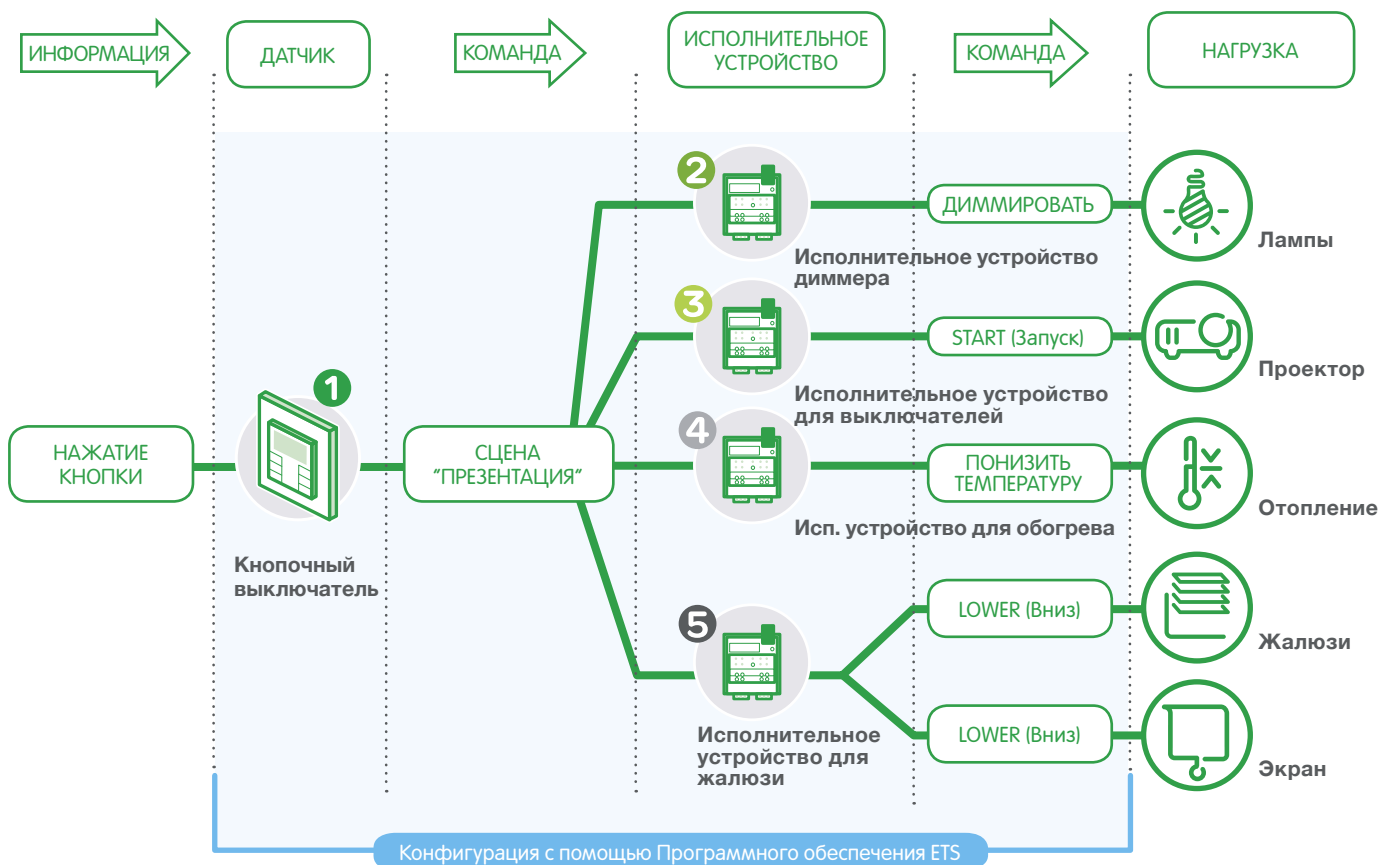 ИНФОРМАЦИЯ
ДАТЧИК
КОМАНДА
ИСПОЛНИТЕЛЬНОЕ
УСТРОЙСТВО
КОМАНДА
НАГРУЗКА
2
ДИММИРОВАТЬ
Лампы
Исполнительное устройство
диммера
3
START (Запуск)
Проектор
Исполнительное устройство
для выключателей
1
НАЖАТИЕ
КНОПКИ
Кнопочный
выключатель
СЦЕНА
"ПРЕЗЕНТАЦИЯ"
4
ПОНИЗИТЬ
ТЕМПЕРАТУРУ
Отопление
Исп. устройство для обогрева
5
LOWER (Вниз)
Жалюзи
Исполнительное
устройство для
жалюзи
LOWER (Вниз)
Экран
Конфигурация с помощью Программного обеспечения ETS